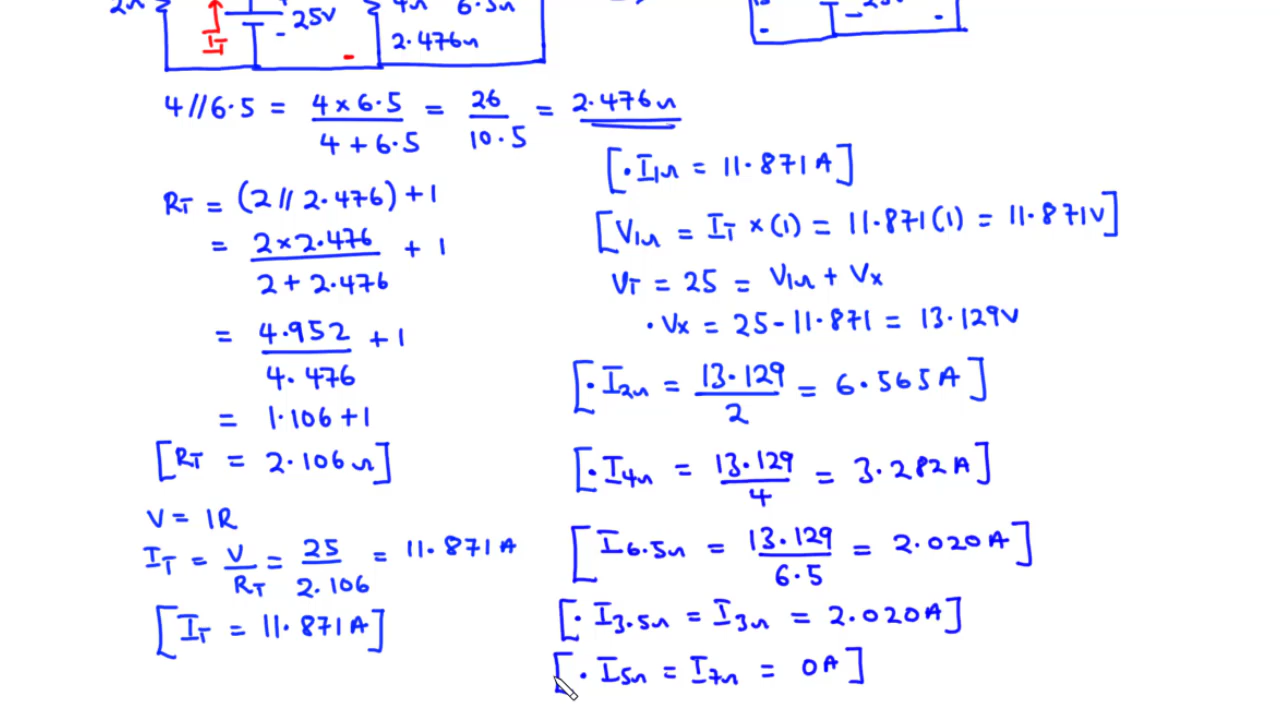 2Ω
IT
- 25V
4Ω 6.5Ω
2.476Ω
-
-
-
4//6.5 = 4 x 6.5 / 4 + 6.5 = 26 / 10.5 = 2.476Ω
RT = (2 // 2.476) + 1
= 2 x 2.476 / 2 + 2.476 + 1
= 4.952 / 4.476 + 1
= 1.106 + 1
[RT = 2.106Ω]
V = IR
IT = V / RT = 25 / 2.106 = 11.871A
[IT = 11.871A]
[. I1Ω = 11.871A]
[V1Ω = IT x (1) = 11.871(1) = 11.871V]
VT = 25 = V1Ω + Vx
. Vx = 25 - 11.871 = 13.129V
[. I2Ω = 13.129 / 2 = 6.565A]
[. I4Ω = 13.129 / 4 = 3.282A]
[I6.5Ω = 13.129 / 6.5 = 2.020A]
[. I3.5Ω = I3Ω = 2.020A]
[. I5Ω = I7Ω = 0A]